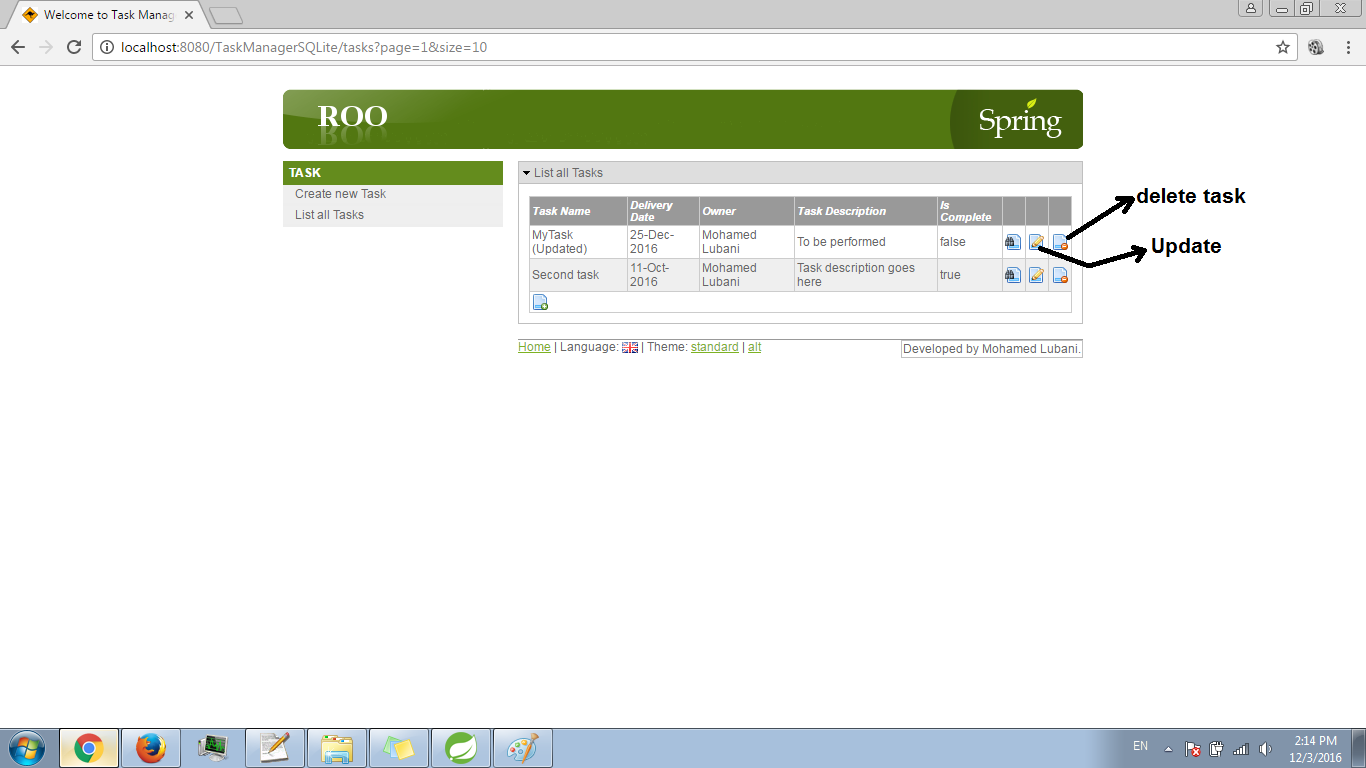 Welcome to Task Manag
localhost:8080/TaskManagerSQLite/tasks?page=1&size=10
ROO
Spring
TASK
Create new Task
List all Tasks
List all Tasks
Task Name
Delivery
Date
Owner
Task Description
Is
Complete
MyTask
(Updated)
25-Dec-
2016
Mohamed
Lubani
To be performed
false
Second task
11-Oct-
2016
Mohamed
Lubani
Task description goes
here
true
delete task
Update
Home | Language: | Theme: standard | alt
Developed by Mohamed Lubani.
EN
2:14 PM
12/3/2016